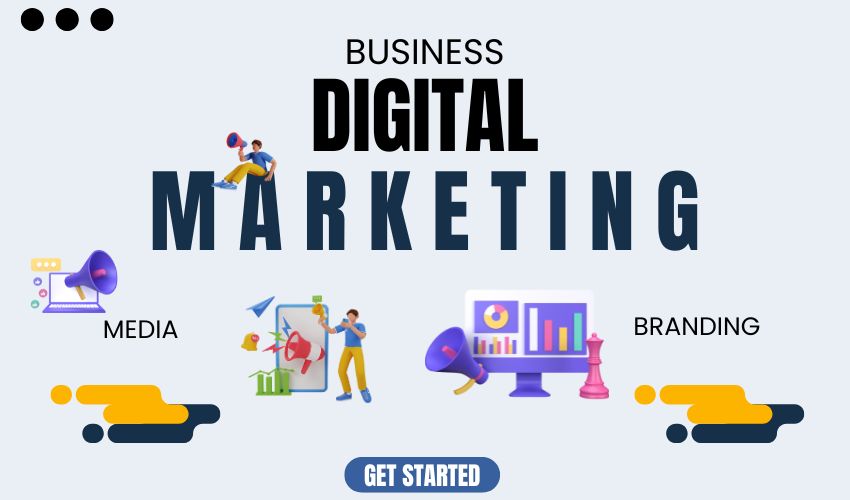 BUSINESS
DIGITAL
MARKETING
MEDIA
BRANDING
GET STARTED